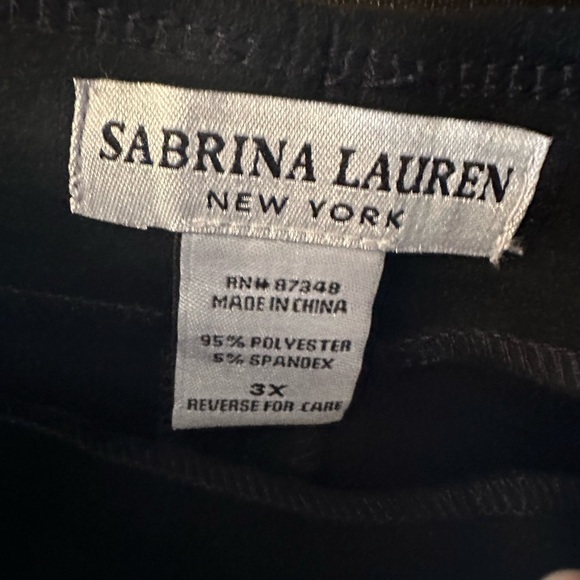 SABRINA LAUREN
NEW YORK
RN# 87348
MADE IN CHINA
95% POLYESTER
5% SPANDEX
3X
REVERSE FOR CARE